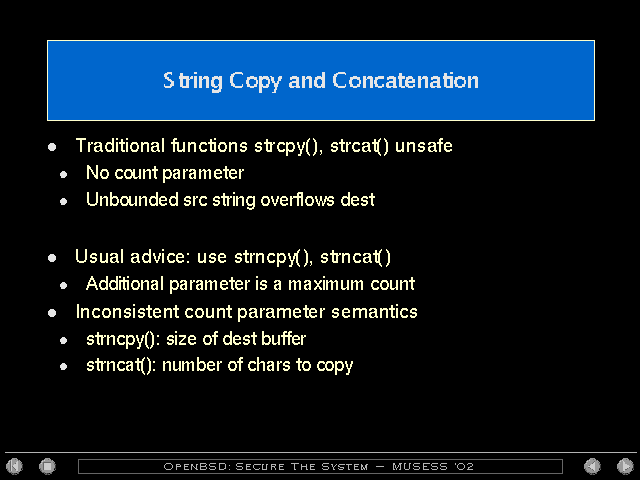 String Copy and Concatenation
Traditional functions strcpy(), strcat() unsafe
No count parameter
Unbounded src string overflows dest
Usual advice: use strncpy(), strncat()
Additional parameter is a maximum count
Inconsistent count parameter semantics
strncpy(): size of dest buffer
strncat(): number of chars to copy
OpenBSD: Secure The System – MUSESS '02